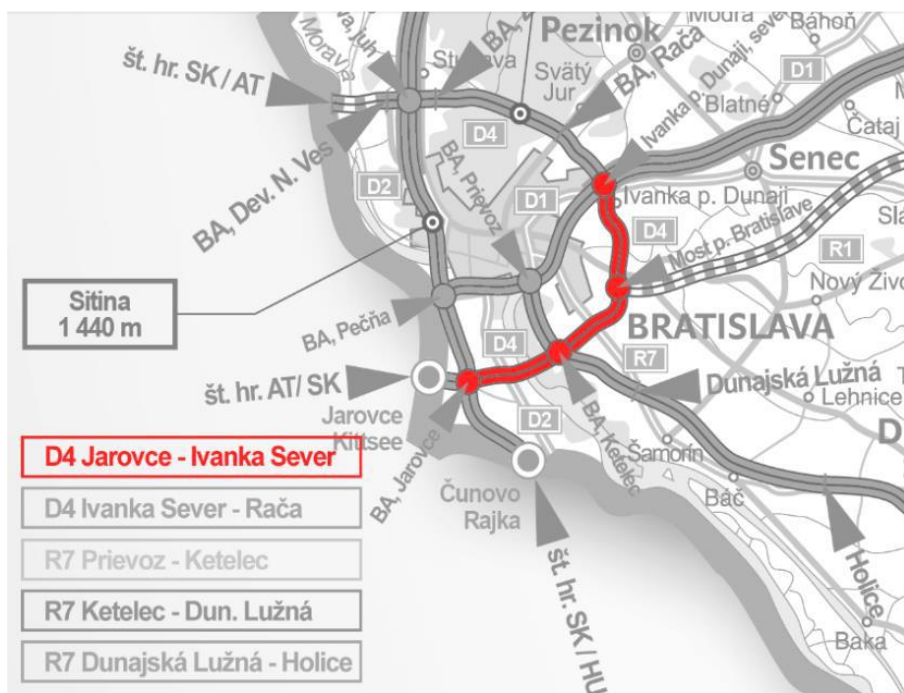 Pezinok
Modra
Báhoň
Morava
št. hr. SK / AT
Svätý
Jur
BA, Rača
Ivanka p. Dunaji, sever
D1
Blatné
Čataj
D4
BA, Dev. N. Ves
D2
BA, Prievoz
D1
Senec
Ivanka p. Dunaji
D4
Most p. Bratislave
R1
Sitina
1 440 m
BA, Pečňa
BRATISLAVA
D4
R7
št. hr. AT/ SK
Jarovce
Kittsee
Dunajská Lužná
Lehnice
D2
BA, Jarovce
BA, Ketelec
Šamorín
Báč
Čunovo
Rajka
št. hr. SK / HU
Holice
Baka
D4 Jarovce - Ivanka Sever
D4 Ivanka Sever - Rača
R7 Prievoz - Ketelec
R7 Ketelec - Dun. Lužná
R7 Dunajská Lužná - Holice